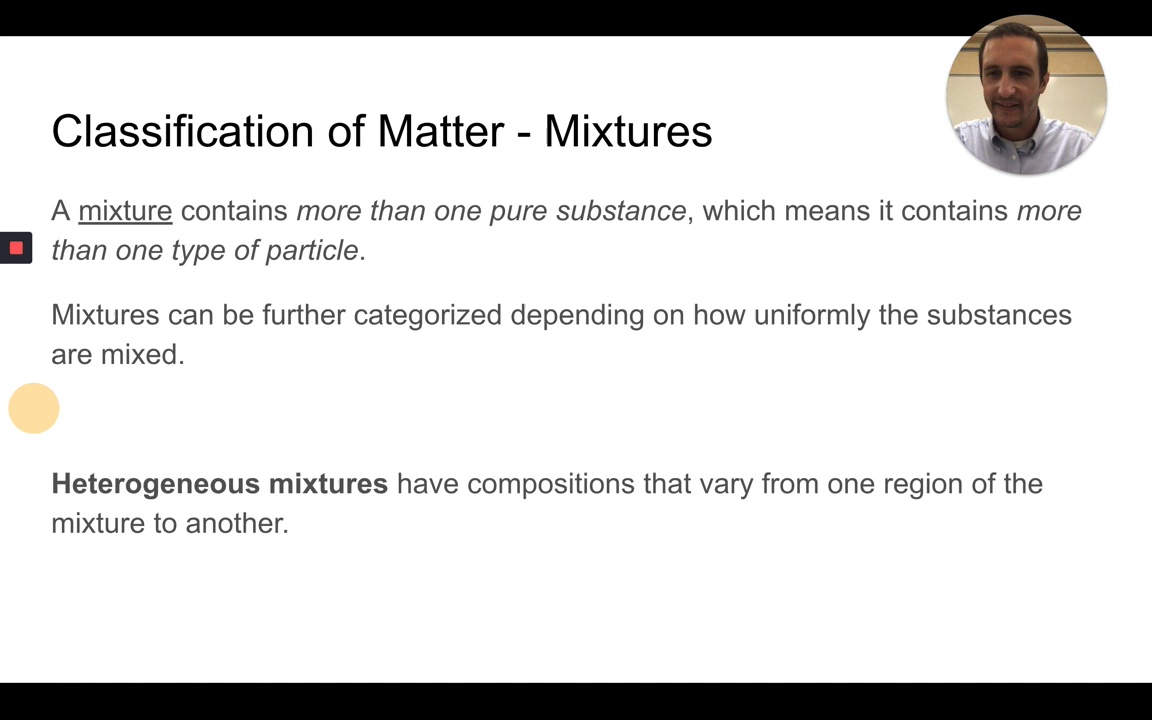 Classification of Matter - Mixtures
A mixture contains more than one pure substance, which means it contains more
than one type of particle.
Mixtures can be further categorized depending on how uniformly the substances
are mixed.
Heterogeneous mixtures have compositions that vary from one region of the
mixture to another.